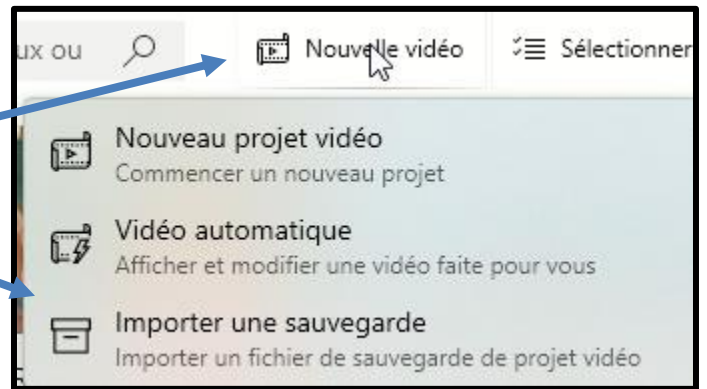 ux ou
Nouvelle vidéo
Sélectionner
Nouveau projet vidéo
Commencer un nouveau projet
Vidéo automatique
Afficher et modifier une vidéo faite pour vous
Importer une sauvegarde
Importer un fichier de sauvegarde de projet vidéo